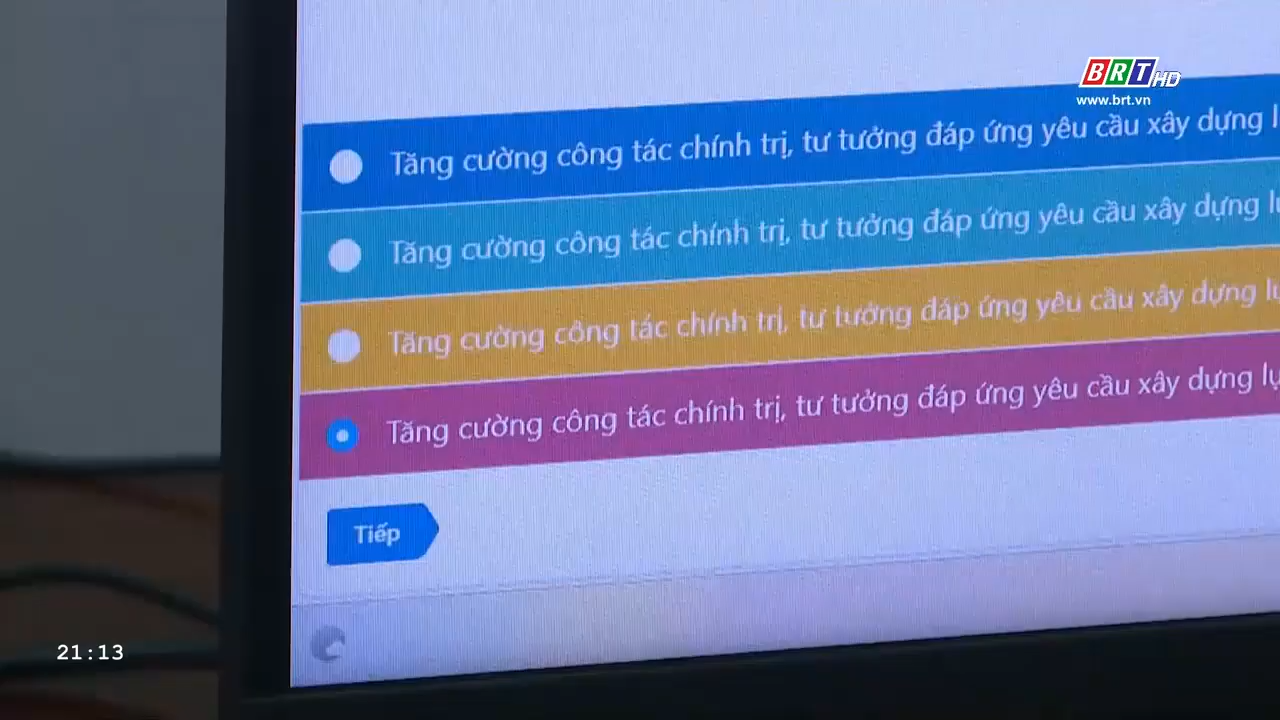 BRT HD
www.brt.vn
Tăng cường công tác chính trị, tư tưởng đáp ứng yêu cầu xây dựng
Tăng cường công tác chính trị, tư tưởng đáp ứng yêu cầu xây dựng
Tăng cường công tác chính trị, tư tưởng đáp ứng yêu cầu xây dựng
Tăng cường công tác chính trị, tư tưởng đáp ứng yêu cầu xây dựng
Tiếp
21:13